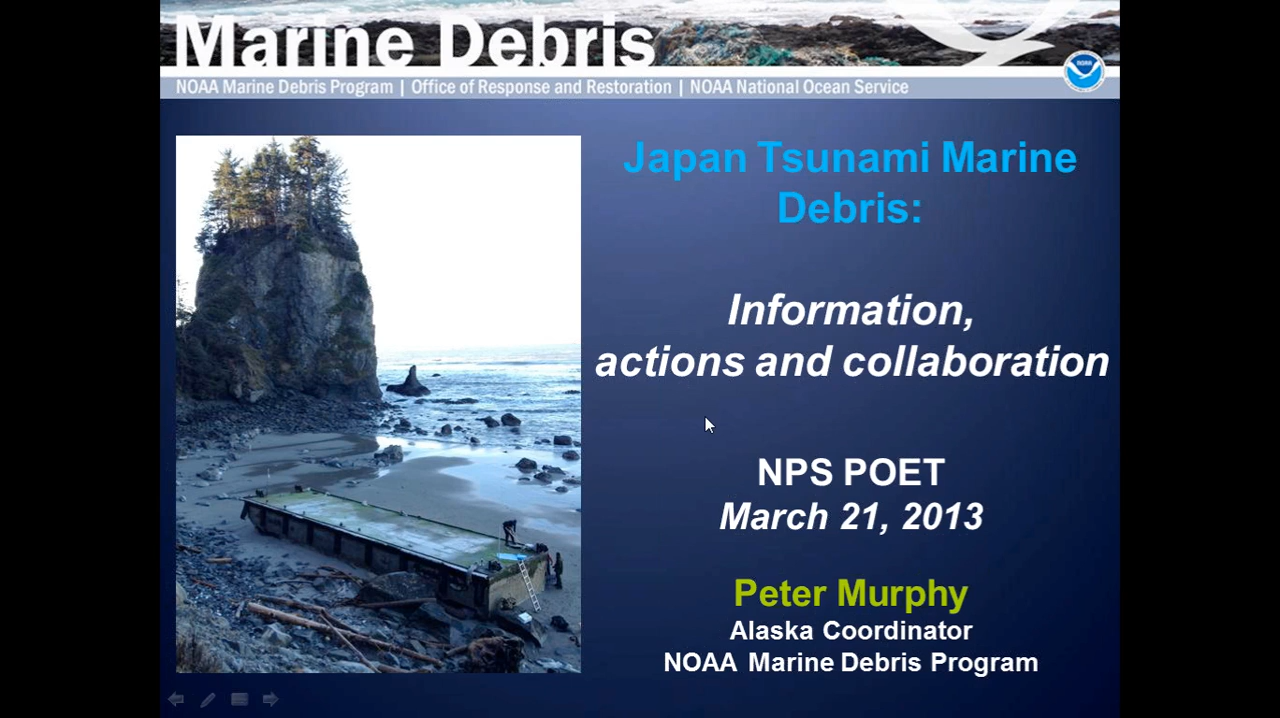 Marine Debris
NOAA
NOAA Marine Debris Program | Office of Response and Restoration | NOAA National Ocean Service
Japan Tsunami Marine
Debris:
Information,
actions and collaboration
NPS POET
March 21, 2013
Peter Murphy
Alaska Coordinator
NOAA Marine Debris Program